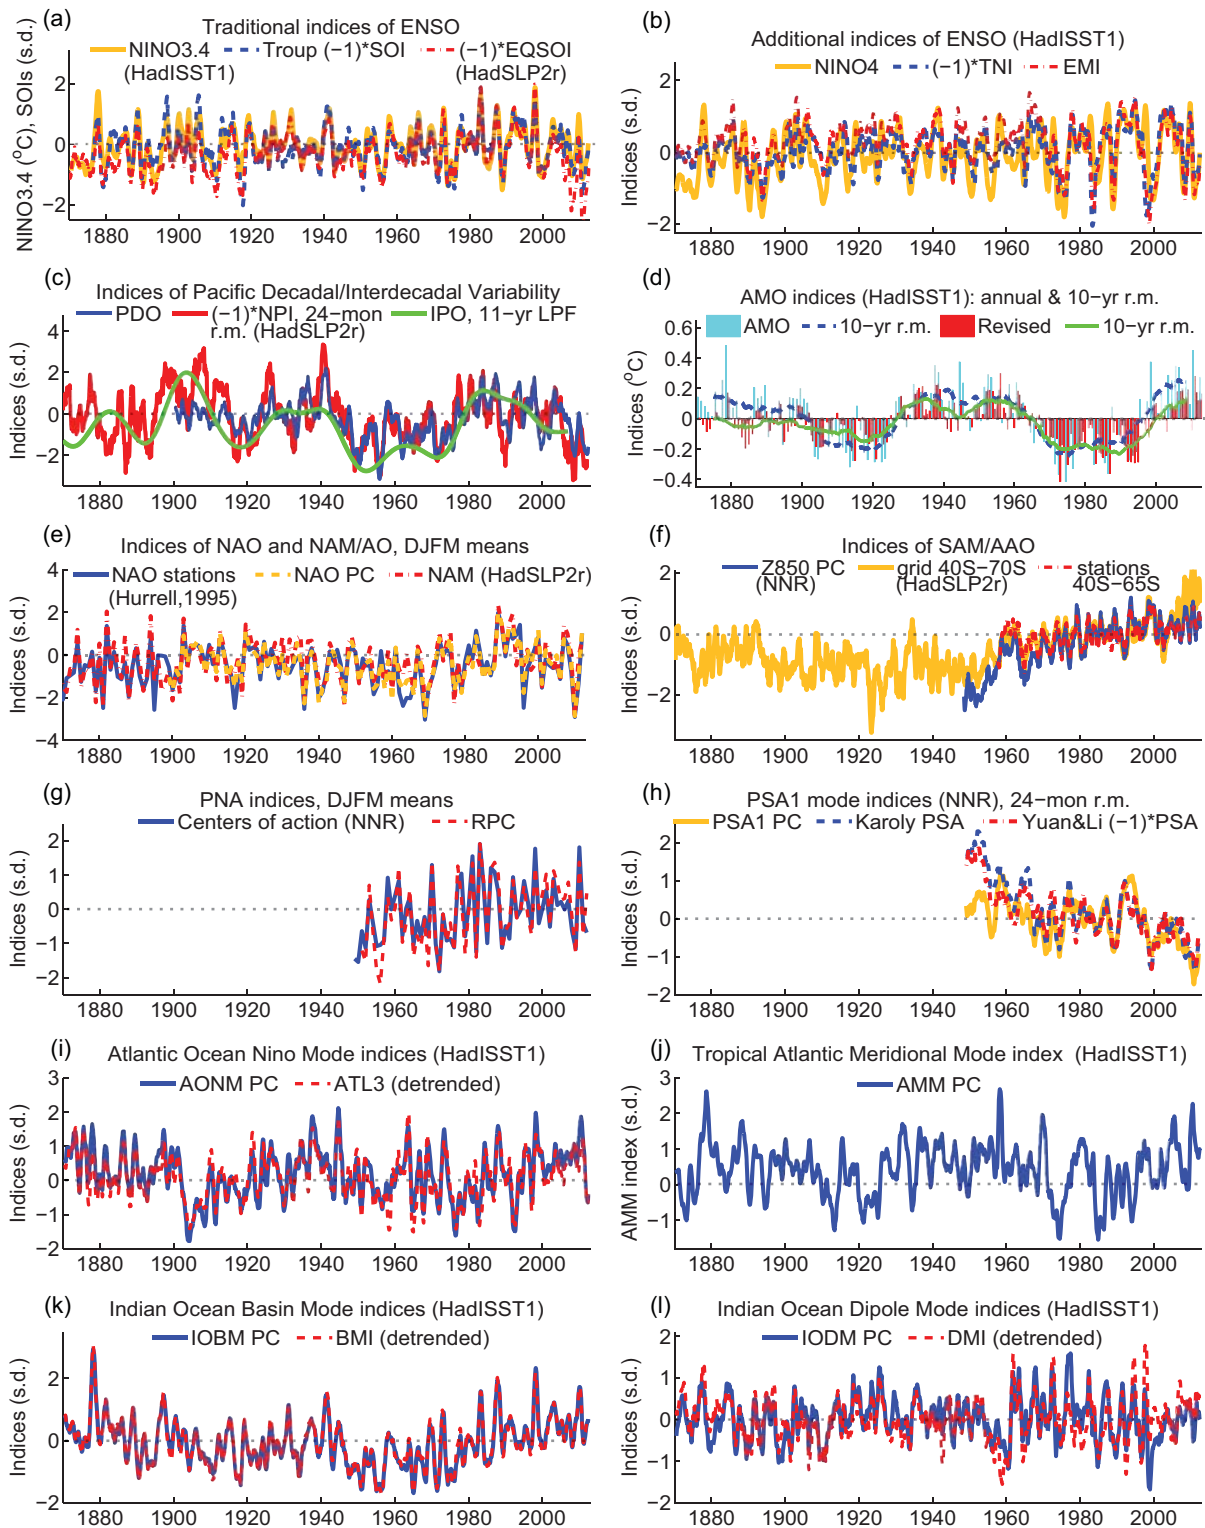 (a)
Traditional indices of ENSO
NINO3.4
(HadISST1)
Troup (−1)*SOI
(−1)*EQSOI
(HadSLP2r)
NINO3.4 (°C), SOIs (s.d.)
2
0
−2
1880 1900 1920 1940 1960 1980 2000
(b)
Additional indices of ENSO (HadISST1)
NINO4 (−1)*TNI EMI
Indices (s.d.)
2
0
−2
1880 1900 1920 1940 1960 1980 2000
(c)
Indices of Pacific Decadal/Interdecadal Variability
PDO (−1)*NPI, 24−mon IPO, 11−yr LPF
r.m. (HadSLP2r)
Indices (s.d.)
4
2
0
−2
1880 1900 1920 1940 1960 1980 2000
(d)
AMO indices (HadISST1): annual & 10−yr r.m.
AMO 10−yr r.m. Revised 10−yr r.m.
Indices (°C)
0.6
0.4
0.2
0
−0.2
−0.4
1880 1900 1920 1940 1960 1980 2000
(e)
Indices of NAO and NAM/AO, DJFM means
NAO stations NAO PC NAM (HadSLP2r)
(Hurrell,1995)
Indices (s.d.)
4
2
0
−2
−4
1880 1900 1920 1940 1960 1980 2000
(f)
Indices of SAM/AAO
Z850 PC grid 40S−70S stations
(NNR) (HadSLP2r) 40S−65S
Indices (s.d.)
2
0
−2
1880 1900 1920 1940 1960 1980 2000
(g)
PNA indices, DJFM means
Centers of action (NNR) RPC
Indices (s.d.)
2
1
0
−1
−2
1880 1900 1920 1940 1960 1980 2000
(h)
PSA1 mode indices (NNR), 24−mon r.m.
PSA1 PC Karoly PSA Yuan&Li (−1)*PSA
Indices (s.d.)
2
1
0
−1
−2
1880 1900 1920 1940 1960 1980 2000
(i)
Atlantic Ocean Nino Mode indices (HadISST1)
AONM PC ATL3 (detrended)
Indices (s.d.)
3
2
1
0
−1
−2
1880 1900 1920 1940 1960 1980 2000
(j)
Tropical Atlantic Meridional Mode index (HadISST1)
AMM PC
AMM index (s.d.)
3
2
1
0
−1
1880 1900 1920 1940 1960 1980 2000
(k)
Indian Ocean Basin Mode indices (HadISST1)
IOBM PC BMI (detrended)
Indices (s.d.)
2
0
−2
1880 1900 1920 1940 1960 1980 2000
(l)
Indian Ocean Dipole Mode indices (HadISST1)
IODM PC DMI (detrended)
Indices (s.d.)
2
1
0
−1
−2
1880 1900 1920 1940 1960 1980 2000